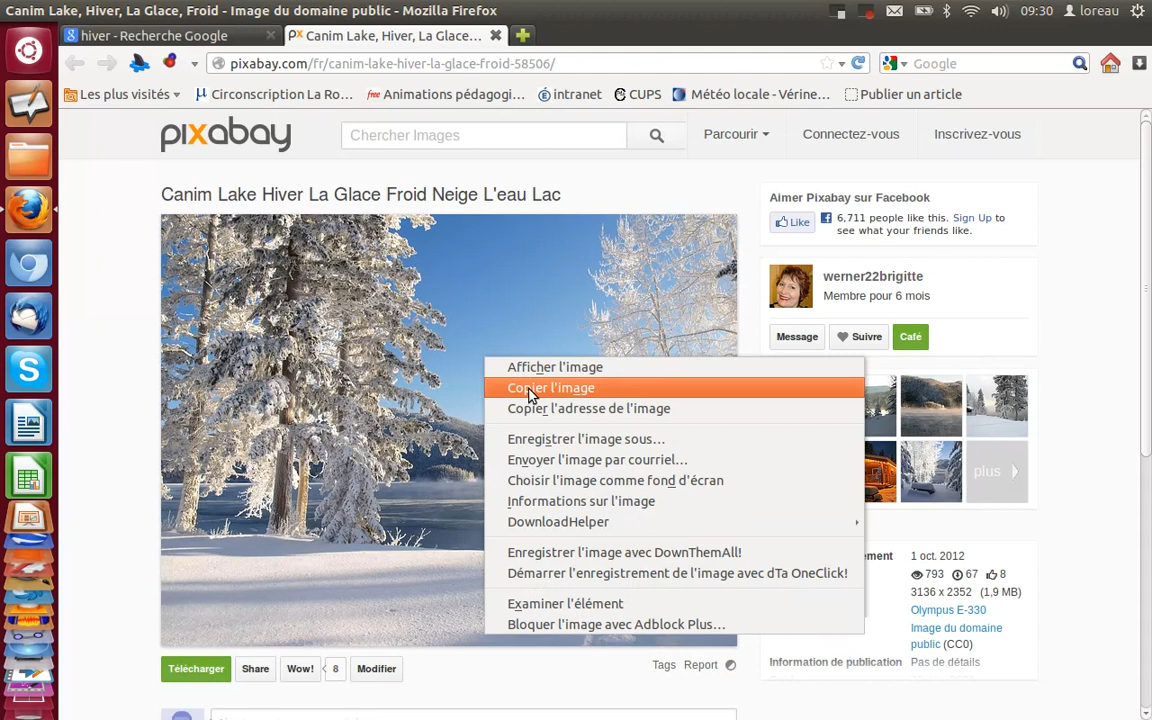 Canim Lake, Hiver, La Glace, Froid - Image du domaine public - Mozilla Firefox
09:30
loreau
hiver - Recherche Google
Canim Lake, Hiver, La Glace...
pixabay.com/fr/canim-lake-hiver-la-glace-froid-58506/
Google
Les plus visités
Circonscription La Ro...
free Animations pédagogi...
intranet
CUPS
Météo locale - Vérine...
Publier un article
pixabay
Chercher Images
Parcourir
Connectez-vous
Inscrivez-vous
Canim Lake Hiver La Glace Froid Neige L'eau Lac
Aimer Pixabay sur Facebook
Like
6,711 people like this. Sign Up to
see what your friends like.
werner22brigitte
Membre pour 6 mois
Message
Suivre
Café
plus
Afficher l'image
Copier l'image
Copier l'adresse de l'image
Enregistrer l'image sous...
Envoyer l'image par courriel...
Choisir l'image comme fond d'écran
Informations sur l'image
DownloadHelper
Enregistrer l'image avec DownThemAll!
Démarrer l'enregistrement de l'image avec dTa OneClick!
Examiner l'élément
Bloquer l'image avec Adblock Plus...
1 oct. 2012
793 67 8
3136 x 2352 (1,9 MB)
Olympus E-330
Image du domaine
public (CC0)
Information de publication
Pas de détails
Télécharger
Share
Wow!
8
Modifier
Tags
Report